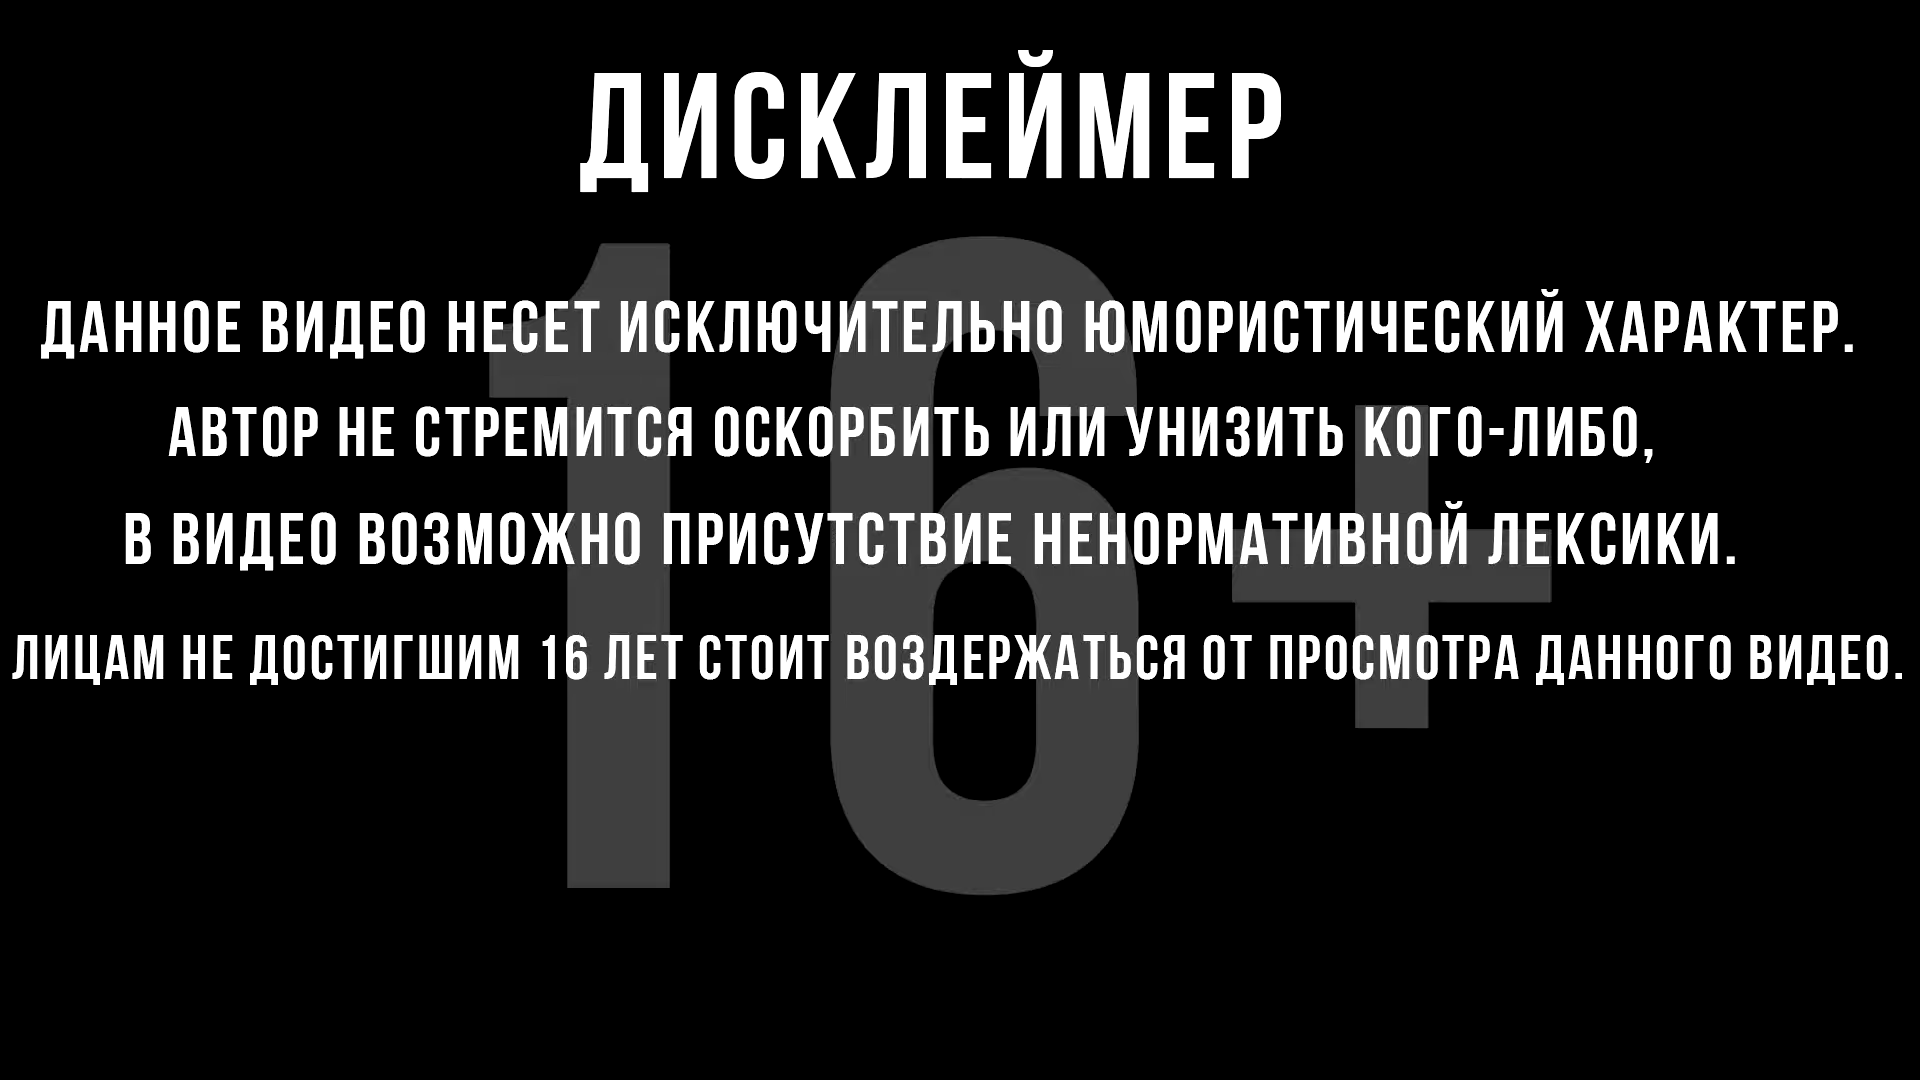 ДИСКЛЕЙМЕР
16+
ДАННОЕ ВИДЕО НЕСЕТ ИСКЛЮЧИТЕЛЬНО ЮМОРИСТИЧЕСКИЙ ХАРАКТЕР.
АВТОР НЕ СТРЕМИТСЯ ОСКОРБИТЬ ИЛИ УНИЗИТЬ КОГО-ЛИБО,
В ВИДЕО ВОЗМОЖНО ПРИСУТСТВИЕ НЕНОРМАТИВНОЙ ЛЕКСИКИ.
ЛИЦАМ НЕ ДОСТИГШИМ 16 ЛЕТ СТОИТ ВОЗДЕРЖАТЬСЯ ОТ ПРОСМОТРА ДАННОГО ВИДЕО.